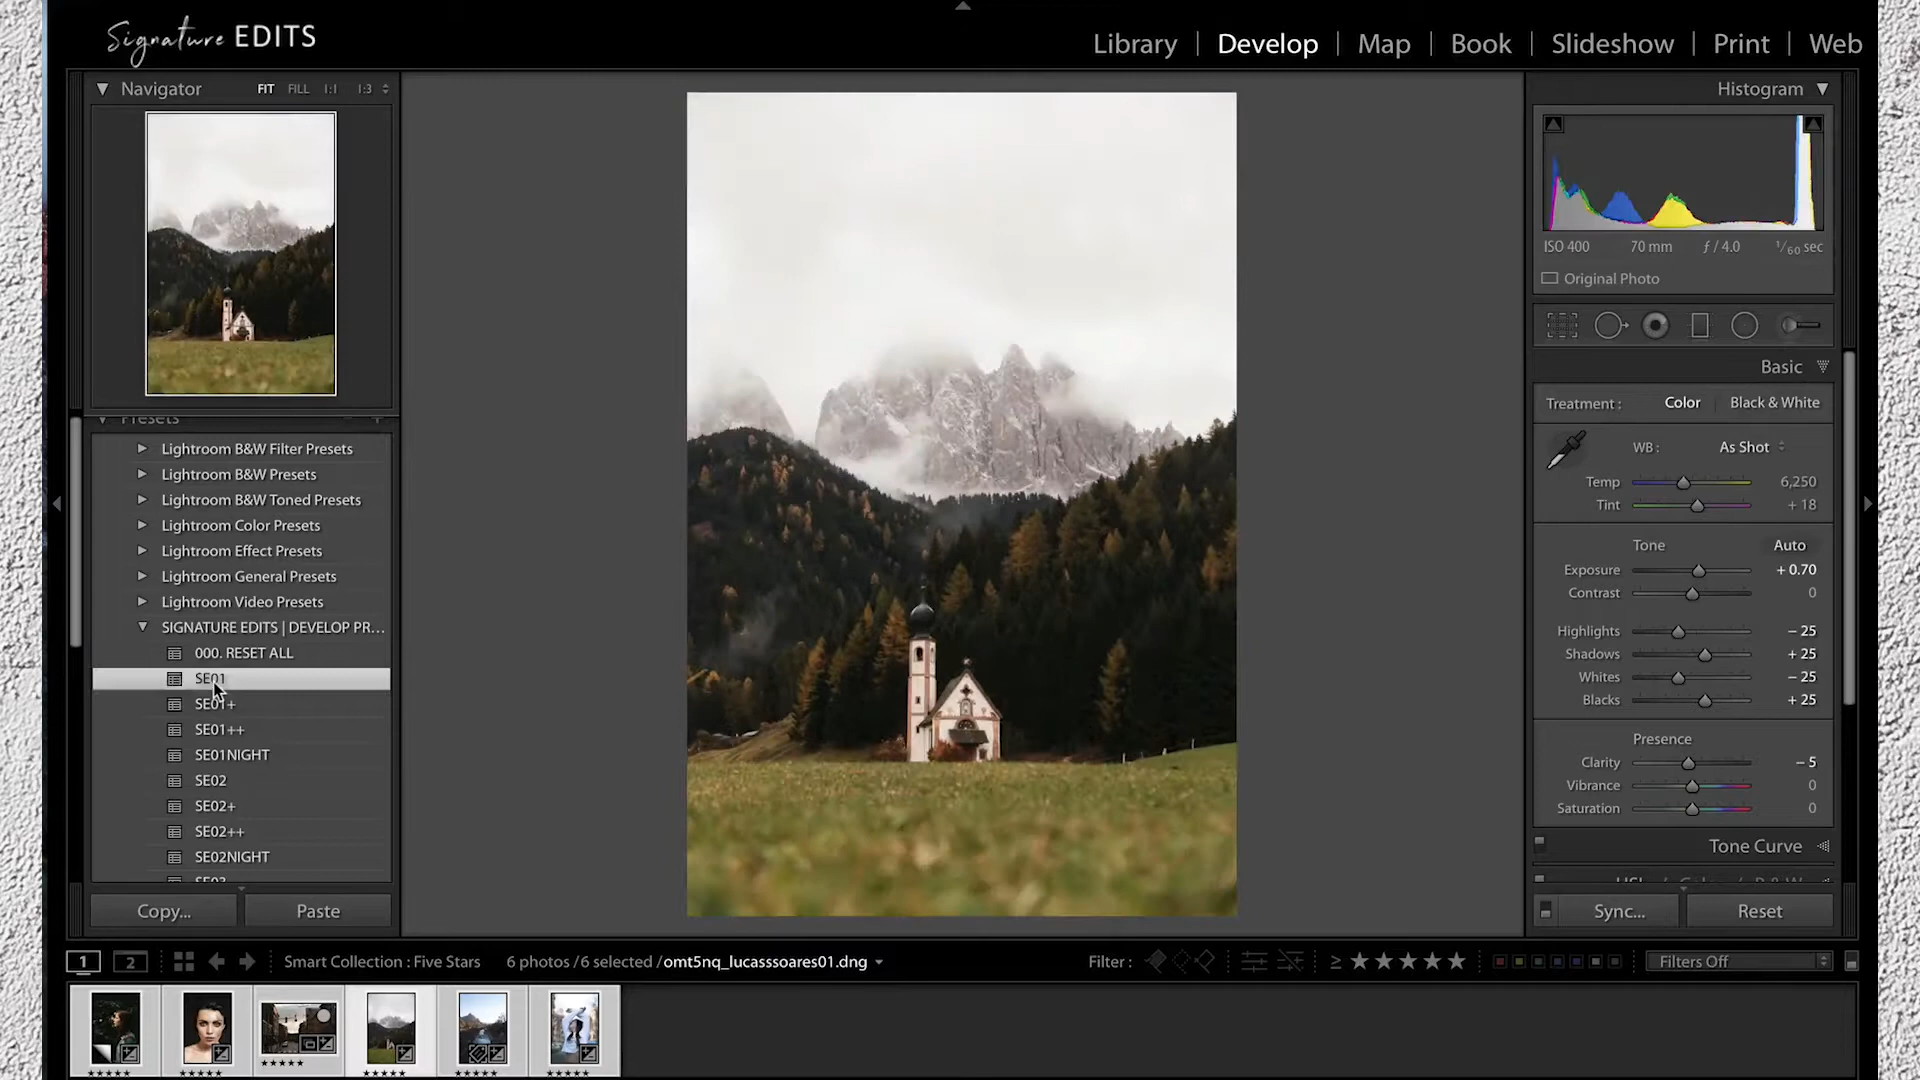 Signature EDITS
Library | Develop | Map | Book | Slideshow | Print | Web
Navigator FIT FILL 1:1 1:3
Presets
Lightroom B&W Filter Presets
Lightroom B&W Presets
Lightroom B&W Toned Presets
Lightroom Color Presets
Lightroom Effect Presets
Lightroom General Presets
Lightroom Video Presets
SIGNATURE EDITS | DEVELOP PR...
000. RESET ALL
SE01
SE01+
SE01++
SE01NIGHT
SE02
SE02+
SE02++
SE02NIGHT
Copy... Paste
Histogram
ISO 400 70 mm ƒ / 4.0 1/60 sec
Original Photo
Basic
Treatment : Color Black & White
WB : As Shot
Temp 6,250
Tint + 18
Tone Auto
Exposure + 0.70
Contrast 0
Highlights − 25
Shadows + 25
Whites − 25
Blacks + 25
Presence
Clarity − 5
Vibrance 0
Saturation 0
Tone Curve
Sync... Reset
1 2 Smart Collection : Five Stars 6 photos /6 selected /omt5nq_lucasssoares01.dng Filter : ≥ ★★★★★ Filters Off